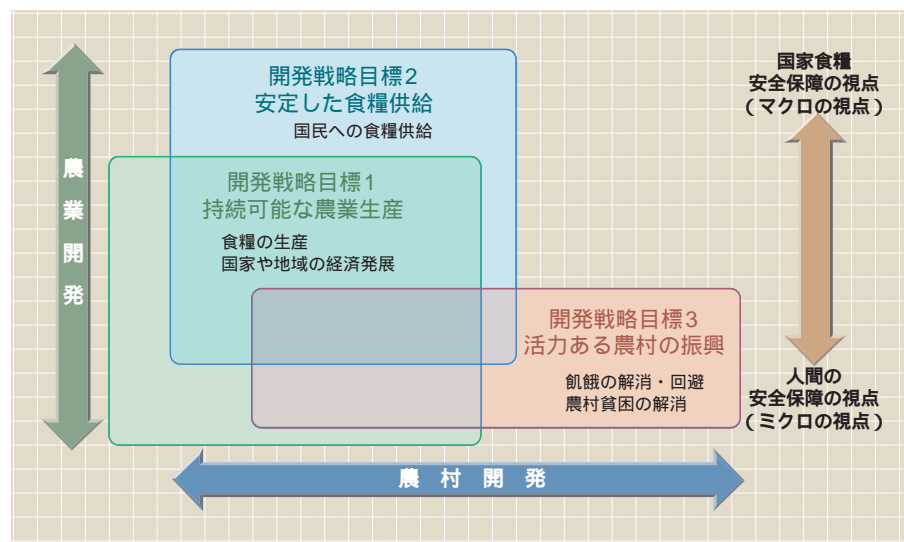 開発戦略目標2
安定した食糧供給
国民への食糧供給
開発戦略目標1
持続可能な農業生産
食糧の生産
国家や地域の経済発展
開発戦略目標3
活力ある農村の振興
飢餓の解消・回避
農村貧困の解消
農業開発
農村開発
国家食糧
安全保障の視点
(マクロの視点)
人間の
安全保障の視点
(ミクロの視点)